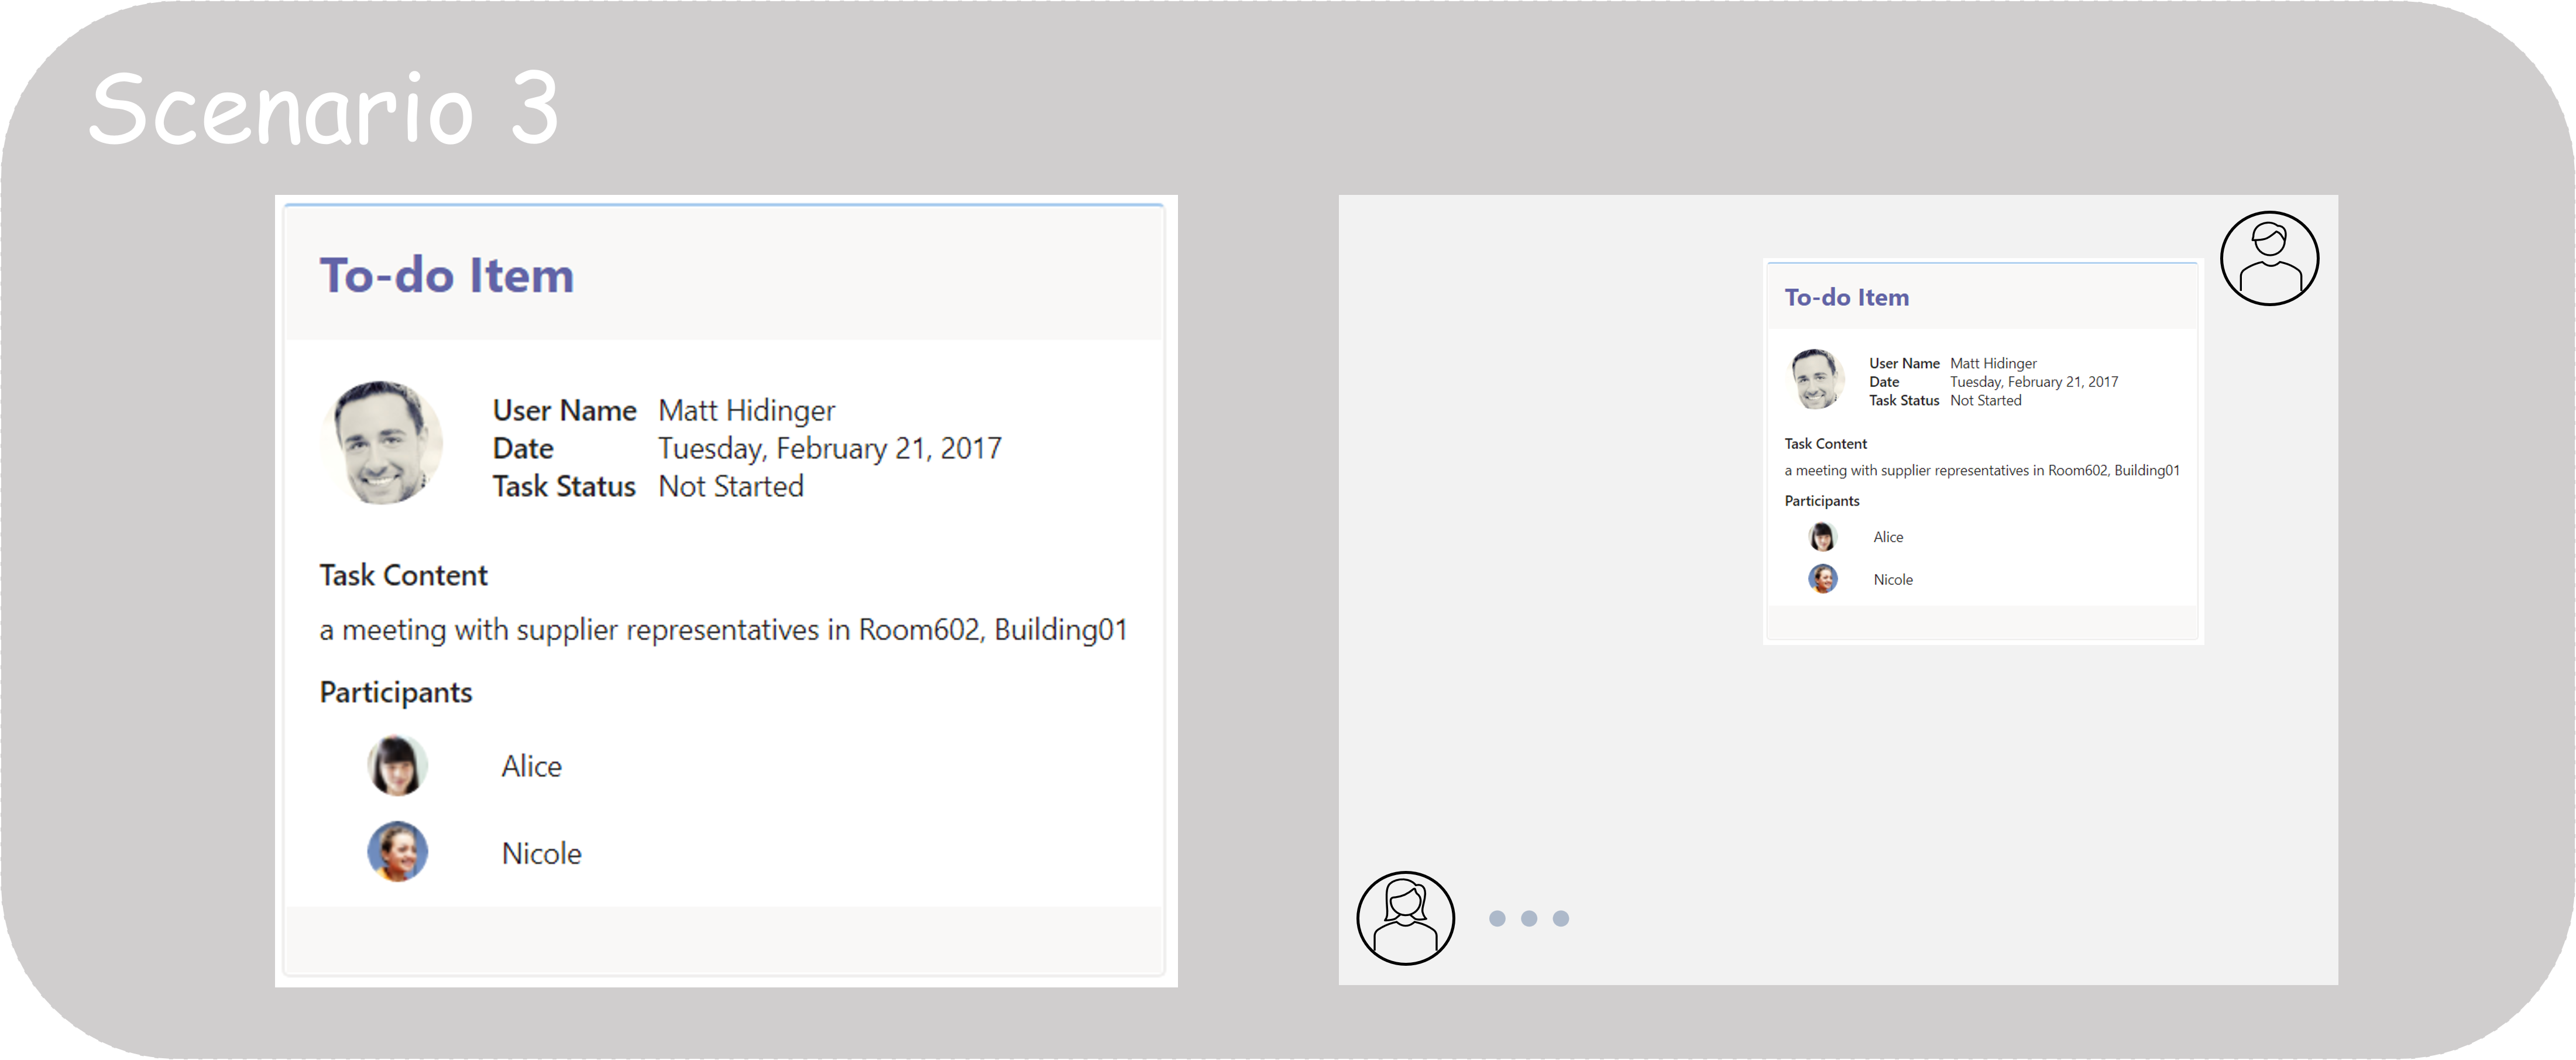 Scenario 3
To-do Item
User Name Matt Hidinger
Date Tuesday, February 21, 2017
Task Status Not Started
Task Content
a meeting with supplier representatives in Room602, Building01
Participants
Alice
Nicole
To-do Item
User Name Matt Hidinger
Date Tuesday, February 21, 2017
Task Status Not Started
Task Content
a meeting with supplier representatives in Room602, Building01
Participants
Alice
Nicole